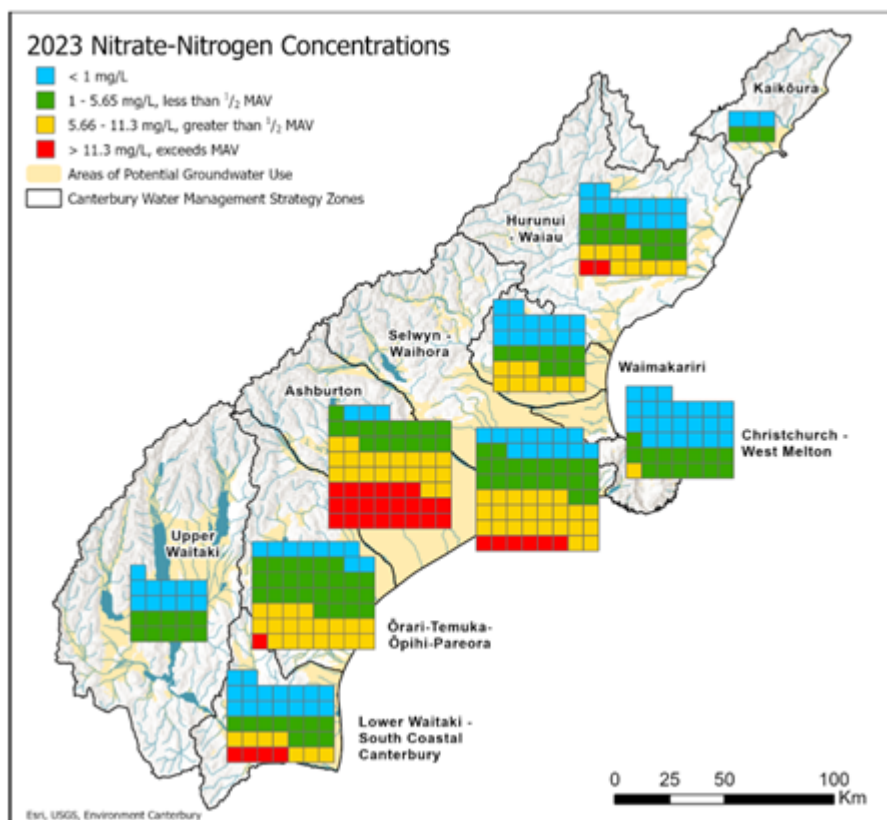 2023 Nitrate-Nitrogen Concentrations
< 1 mg/L
1 - 5.65 mg/L, less than 1/2 MAV
5.66 - 11.3 mg/L, greater than 1/2 MAV
> 11.3 mg/L, exceeds MAV
Areas of Potential Groundwater Use
Canterbury Water Management Strategy Zones
Kaikōura
Hurunui
- Waiau
Selwyn -
Waihora
Waimakariri
Ashburton
Christchurch -
West Melton
Upper
Waitaki
Ōrari-Temuka-
Ōpihi-Pareora
Lower Waitaki -
South Coastal
Canterbury
0 25 50 100
Km
Esri, USGS, Environment Canterbury